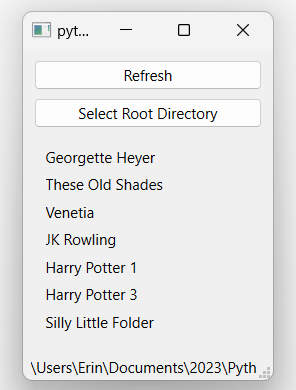 pyt...
Refresh
Select Root Directory
Georgette Heyer
These Old Shades
Venetia
JK Rowling
Harry Potter 1
Harry Potter 3
Silly Little Folder
\Users\Erin\Documents\2023\Pyth